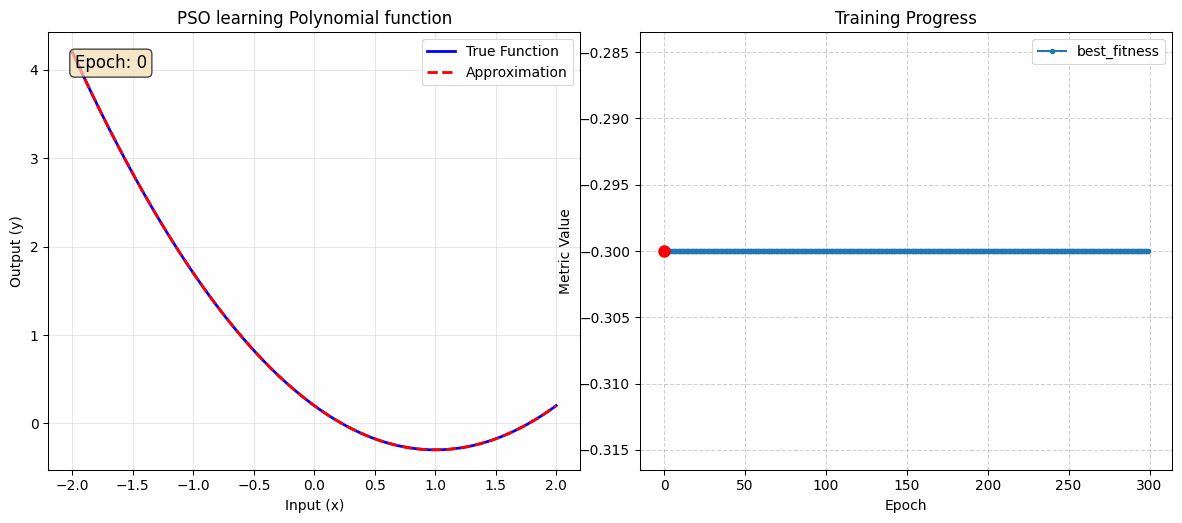 PSO learning Polynomial function
Epoch: 0
True Function
Approximation
4
3
2
1
0
Output (y)
−2.0 −1.5 −1.0 −0.5 0.0 0.5 1.0 1.5 2.0
Input (x)
Training Progress
best_fitness
−0.285
−0.290
−0.295
−0.300
−0.305
−0.310
−0.315
Metric Value
0 50 100 150 200 250 300
Epoch